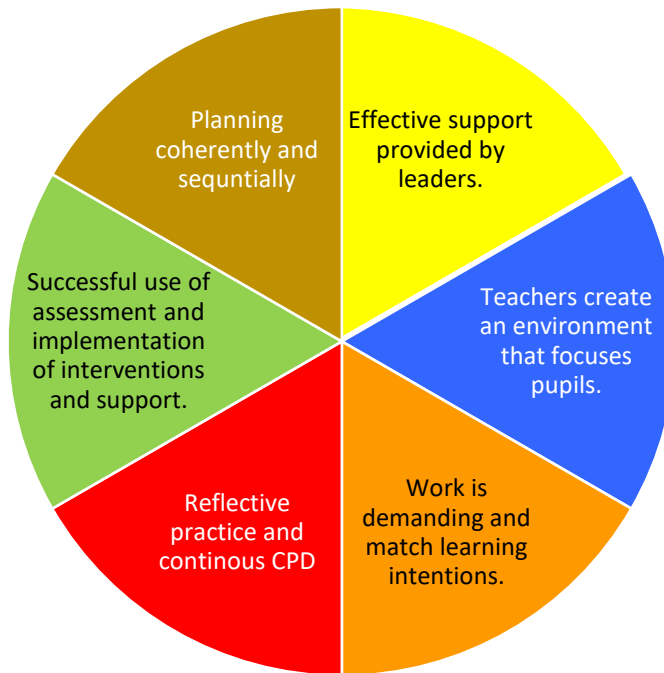 Effective support
provided by
leaders.
Teachers create
an environment
that focuses
pupils.
Work is
demanding and
match learning
intentions.
Reflective
practice and
continous CPD
Successful use of
assessment and
implementation
of interventions
and support.
Planning
coherently and
sequntially